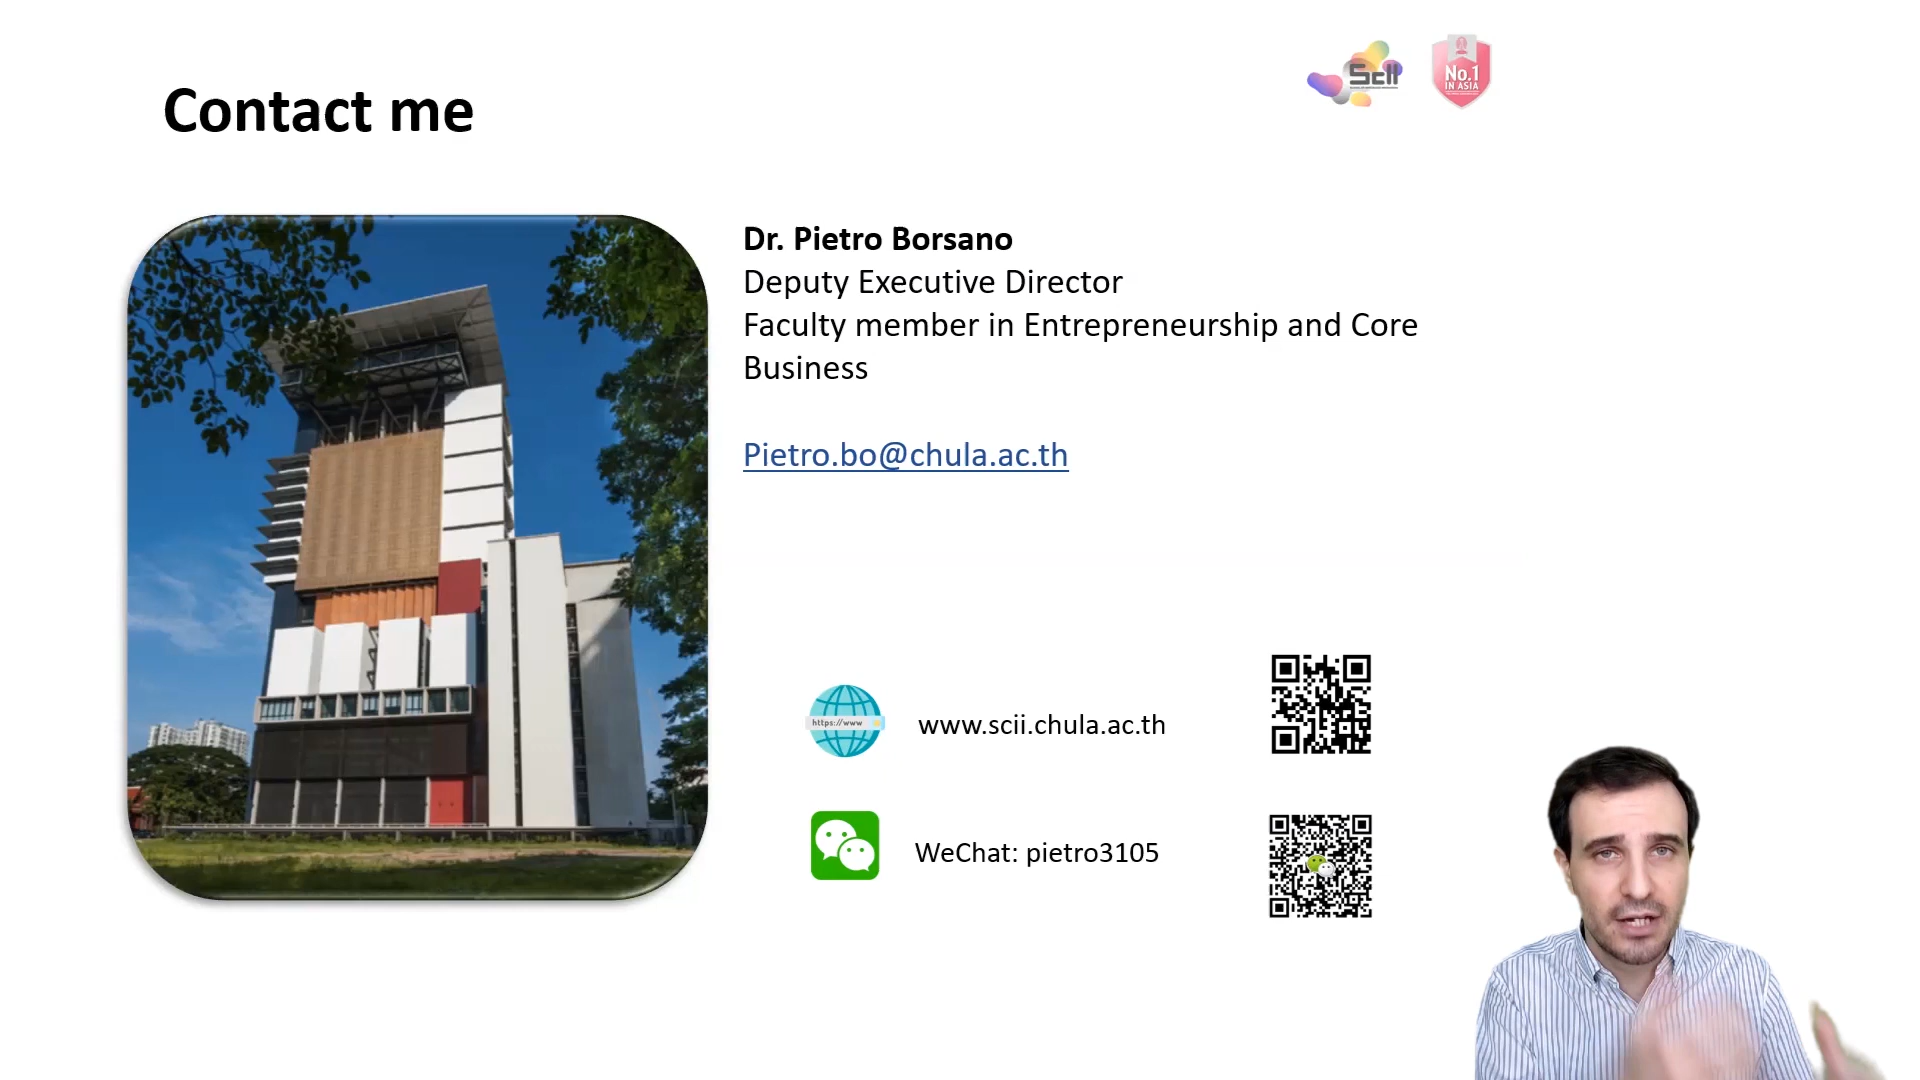 Contact me
SCII
No.1
IN ASIA
Dr. Pietro Borsano
Deputy Executive Director
Faculty member in Entrepreneurship and Core
Business
Pietro.bo@chula.ac.th
https://www
www.scii.chula.ac.th
WeChat: pietro3105